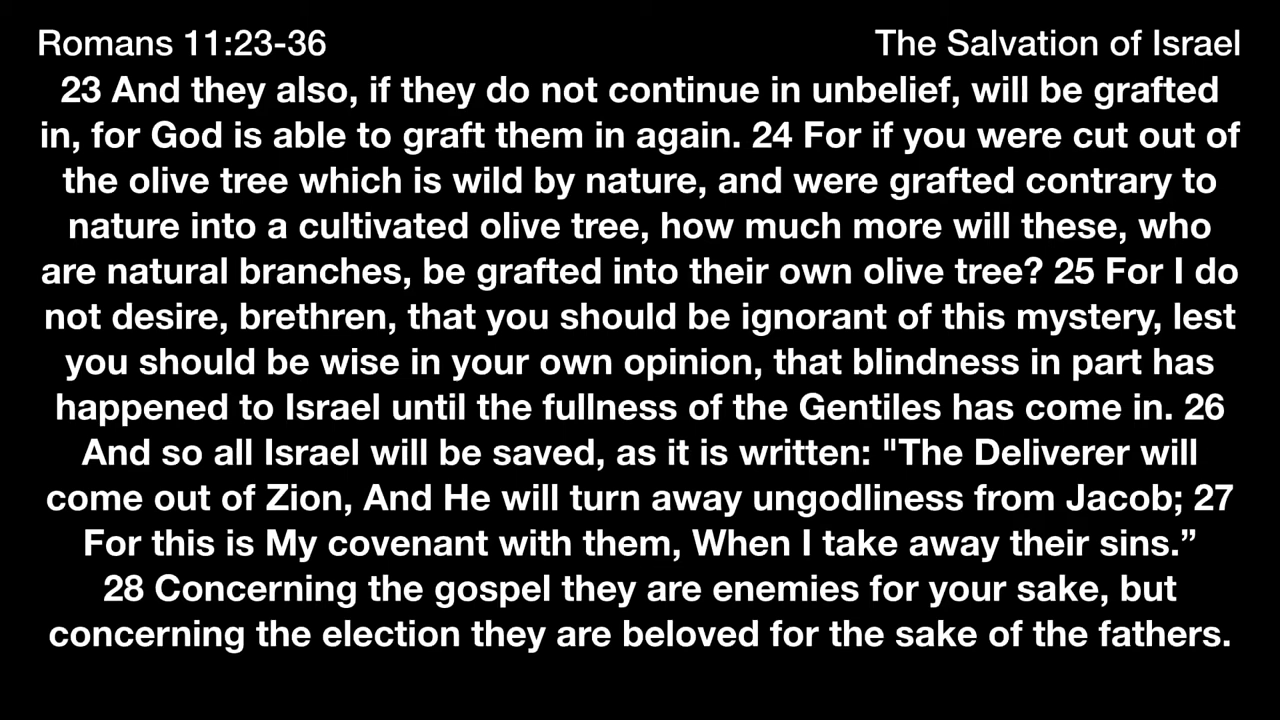 Romans 11:23-36 The Salvation of Israel
23 And they also, if they do not continue in unbelief, will be grafted
in, for God is able to graft them in again. 24 For if you were cut out of
the olive tree which is wild by nature, and were grafted contrary to
nature into a cultivated olive tree, how much more will these, who
are natural branches, be grafted into their own olive tree? 25 For I do
not desire, brethren, that you should be ignorant of this mystery, lest
you should be wise in your own opinion, that blindness in part has
happened to Israel until the fullness of the Gentiles has come in. 26
And so all Israel will be saved, as it is written: "The Deliverer will
come out of Zion, And He will turn away ungodliness from Jacob; 27
For this is My covenant with them, When I take away their sins.”
28 Concerning the gospel they are enemies for your sake, but
concerning the election they are beloved for the sake of the fathers.